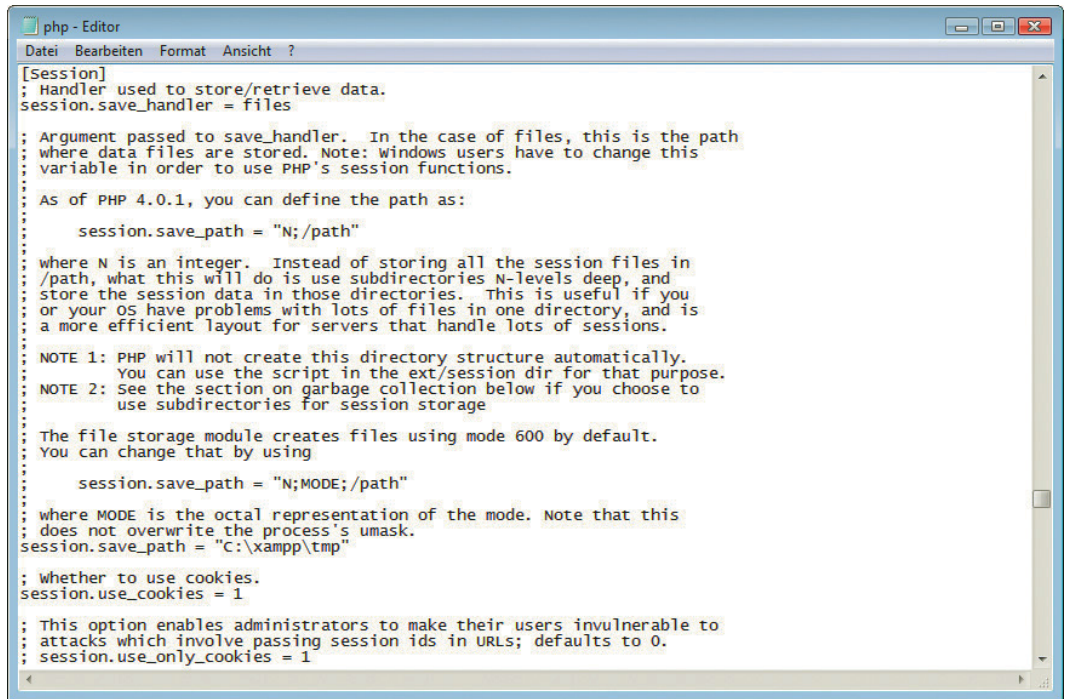 php - Editor
Datei Bearbeiten Format Ansicht ?
[Session]
; Handler used to store/retrieve data.
session.save_handler = files
; Argument passed to save_handler.  In the case of files, this is the path
; where data files are stored. Note: Windows users have to change this
; variable in order to use PHP's session functions.
;
; As of PHP 4.0.1, you can define the path as:
;
;     session.save_path = "N;/path"
;
; where N is an integer.  Instead of storing all the session files in
; /path, what this will do is use subdirectories N-levels deep, and
; store the session data in those directories.  This is useful if you
; or your OS have problems with lots of files in one directory, and is
; a more efficient layout for servers that handle lots of sessions.
;
; NOTE 1: PHP will not create this directory structure automatically.
;         You can use the script in the ext/session dir for that purpose.
; NOTE 2: See the section on garbage collection below if you choose to
;         use subdirectories for session storage
;
; The file storage module creates files using mode 600 by default.
; You can change that by using
;
;     session.save_path = "N;MODE;/path"
;
; where MODE is the octal representation of the mode. Note that this
; does not overwrite the process's umask.
session.save_path = "C:\xampp\tmp"
; Whether to use cookies.
session.use_cookies = 1
; This option enables administrators to make their users invulnerable to
; attacks which involve passing session ids in URLs; defaults to 0.
; session.use_only_cookies = 1